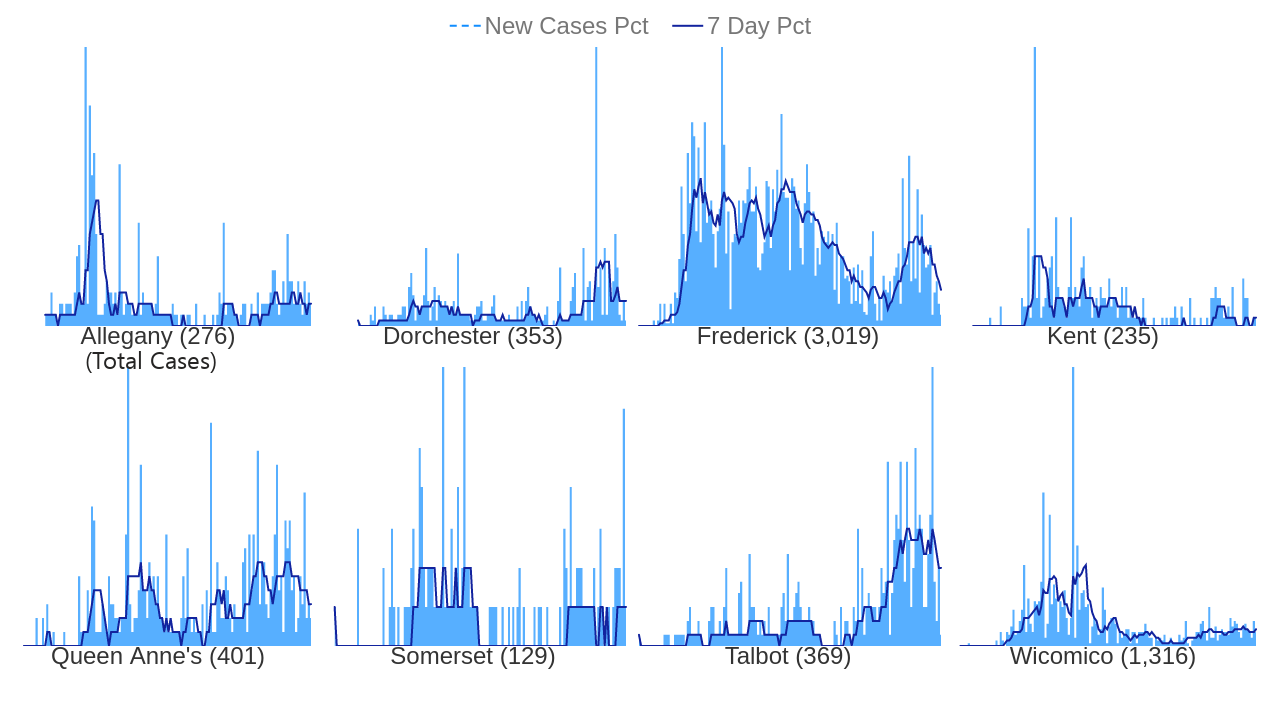 New Cases Pct 7 Day Pct
Allegany (276) Dorchester (353) Frederick (3,019) Kent (235)
(Total Cases)
Queen Anne's (401) Somerset (129) Talbot (369) Wicomico (1,316)